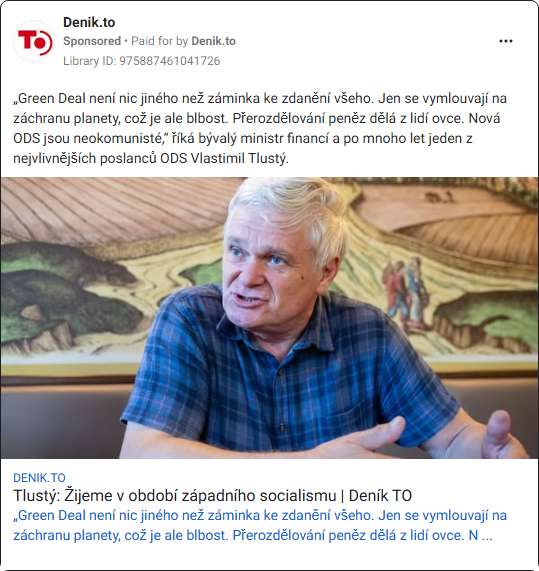 Denik.to
Sponsored • Paid for by Denik.to
Library ID: 975887461041726
„Green Deal není nic jiného než záminka ke zdanění všeho. Jen se vymlouvají na
záchranu planety, což je ale blbost. Přerozdělování peněz dělá z lidí ovce. Nová
ODS jsou neokomunisté,“ říká bývalý ministr financí a po mnoho let jeden z
nejvlivnějších poslanců ODS Vlastimil Tlustý.
TO
DENIK.TO
Tlustý: Žijeme v období západního socialismu | Deník TO
„Green Deal není nic jiného než záminka ke zdanění všeho. Jen se vymlouvají na
záchranu planety, což je ale blbost. Přerozdělování peněz dělá z lidí ovce. N ...